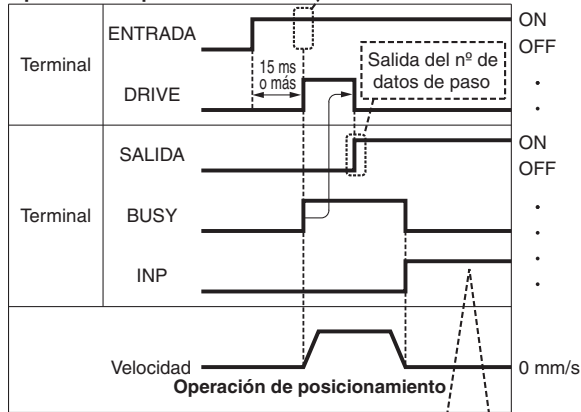 ENTRADA
ON
OFF
Terminal
15 ms
o más
Salida del nº de
datos de paso
DRIVE
SALIDA
ON
OFF
Terminal
BUSY
INP
Velocidad
0 mm/s
Operación de posicionamiento